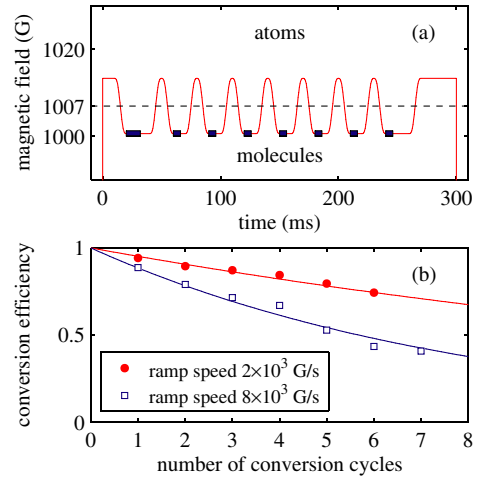 (a)
atoms
1020
1007
1000
molecules
magnetic field (G)
0 100 200 300
time (ms)
1
(b)
0.5
0
conversion efficiency
ramp speed 2×10³ G/s
ramp speed 8×10³ G/s
0 1 2 3 4 5 6 7 8
number of conversion cycles